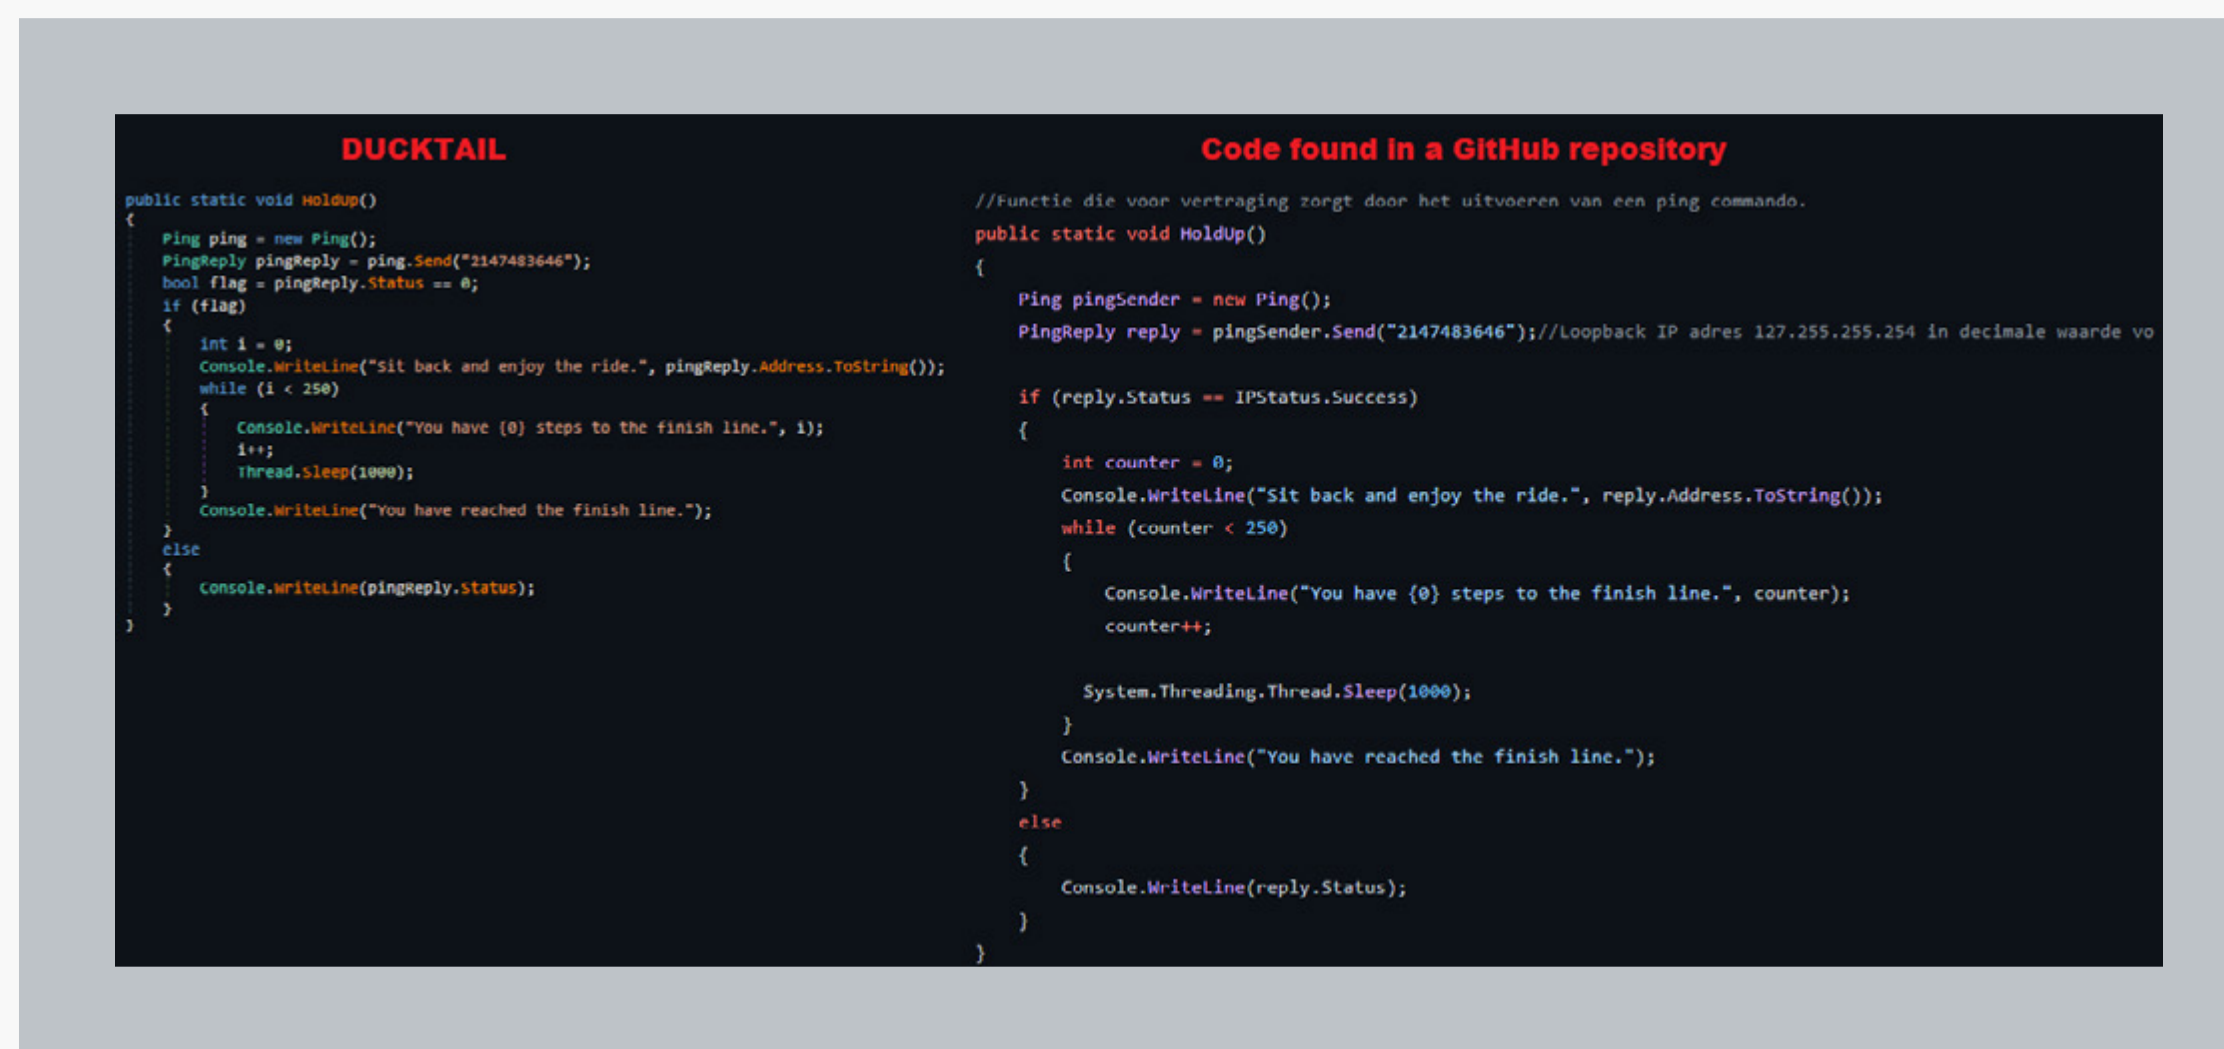 DUCKTAIL
public static void HoldUp()
{
Ping ping = new Ping();
PingReply pingReply = ping.Send("2147483646");
bool flag = pingReply.Status == 0;
if (flag)
{
int i = 0;
Console.WriteLine("Sit back and enjoy the ride.", pingReply.Address.ToString());
while (i < 250)
{
Console.WriteLine("You have {0} steps to the finish line.", i);
i++;
Thread.Sleep(1000);
}
Console.WriteLine("You have reached the finish line.");
}
else
{
Console.WriteLine(pingReply.Status);
}
}
Code found in a GitHub repository
//Functie die voor vertraging zorgt door het uitvoeren van een ping commando.
public static void HoldUp()
{
Ping pingSender = new Ping();
PingReply reply = pingSender.Send("2147483646");//Loopback IP adres 127.255.255.254 in decimale waarde vo
if (reply.Status == IPStatus.Success)
{
int counter = 0;
Console.WriteLine("Sit back and enjoy the ride.", reply.Address.ToString());
while (counter < 250)
{
Console.WriteLine("You have {0} steps to the finish line.", counter);
counter++;
System.Threading.Thread.Sleep(1000);
}
Console.WriteLine("You have reached the finish line.");
}
else
{
Console.WriteLine(reply.Status);
}
}